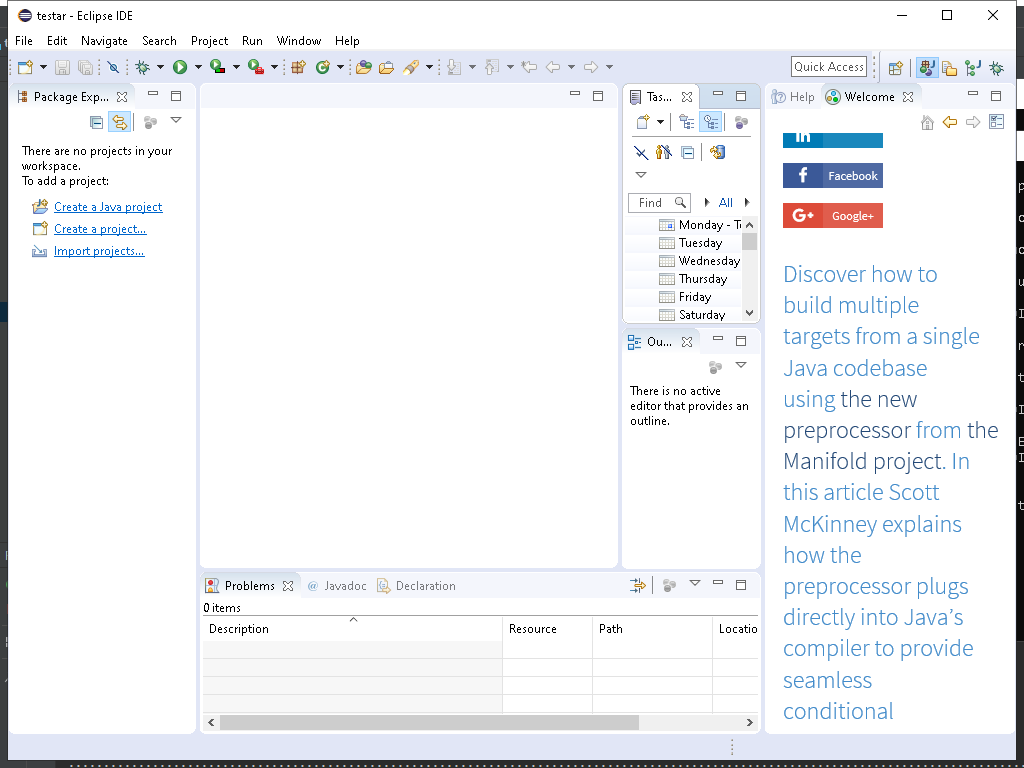 testar - Eclipse IDE
File Edit Navigate Search Project Run Window Help
Quick Access
Package Exp...
There are no projects in your
workspace.
To add a project:
Create a Java project
Create a project...
Import projects...
Tas...
Find
All
Monday - T
Tuesday
Wednesday
Thursday
Friday
Saturday
Ou...
There is no active
editor that provides an
outline.
Help Welcome
in
Facebook
G+ Google+
Discover how to
build multiple
targets from a single
Java codebase
using the new
preprocessor from the
Manifold project. In
this article Scott
McKinney explains
how the
preprocessor plugs
directly into Java's
compiler to provide
seamless
conditional
Problems @ Javadoc Declaration
0 items
Description Resource Path Locatio